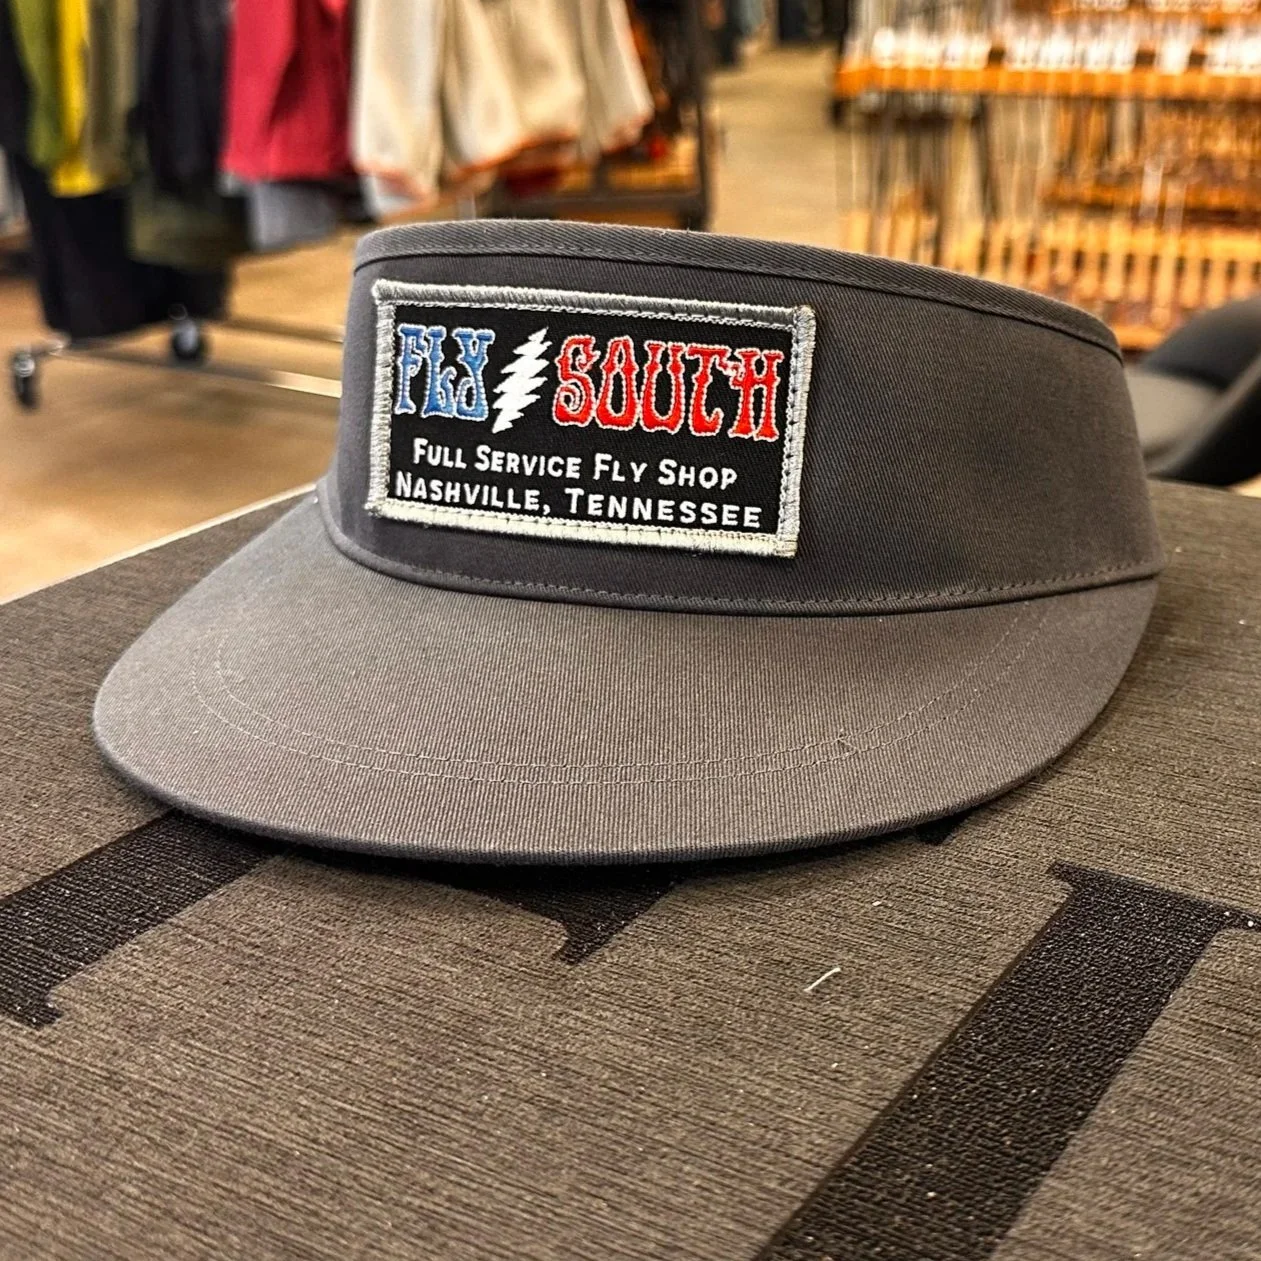 FLY SOUTH
FULL SERVICE FLY SHOP
NASHVILLE, TENNESSEE